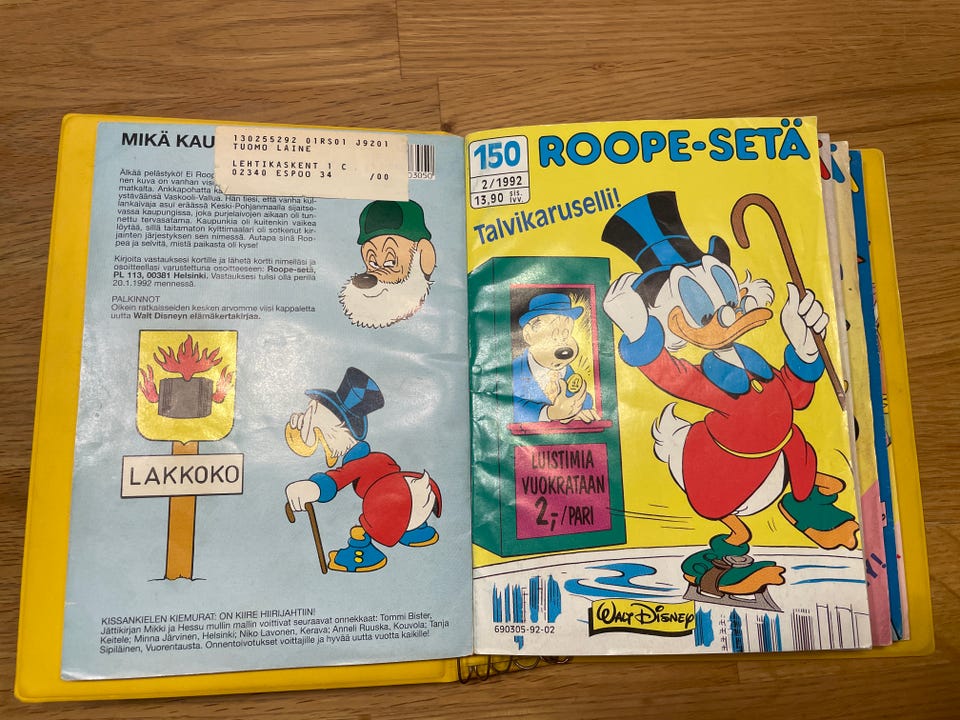 MIKÄ KAU
130255292 01RS01 J9201
TUOMO LAINE
LEHTIKASKENT 1 C
02340 ESPOO 34 /00
03050
Älkää pelästykö! Ei Roop
nen kuva on vanhan vis
matkalta. Ankkapohatta ka
ystäväänsä Vaskooli-Vallua. Hän tiesi, että vanha kul-
lankaivaja asui eräässä Keski-Pohjanmaalla sijaitse-
vassa kaupungissa, joka purjelaivojen aikaan oli tun-
nettu tervasatama. Kaupunkia oli kuitenkin vaikea
löytää, sillä taitamaton kylttimaalari oli sotkenut kir-
jainten järjestyksen sen nimessä. Autapa sinä Roo-
pea ja selvitä, mistä paikasta oli kyse!
Kirjoita vastauksesi kortille ja lähetä kortti nimelläsi ja
osoitteellasi varustettuna osoitteeseen: Roope-setä,
PL 113, 00381 Helsinki. Vastauksesi tulisi olla perillä
20.1.1992 mennessä.
PALKINNOT
Oikein ratkaisseiden kesken arvomme viisi kappaletta
uutta Walt Disneyn elämäkertakirjaa.
LAKKOKO
KISSANKIELEN KIEMURAT: ON KIIRE HIIRIJAHTIIN!
Jättikirjan Mikki ja Hessu mullin mallin voittivat seuraavat onnekkaat: Tommi Bister,
Keitele; Minna Järvinen, Helsinki; Niko Lavonen, Kerava; Anneli Ruuska, Kouvola; Tanja
Sipiläinen, Vuorentausta. Onnentoivotukset voittajille ja hyvää uutta vuotta kaikille!
150
2/1992
13,90 SIS. LVV.
ROOPE-SETÄ
Talvikaruselli!
LUISTIMIA
VUOKRATAAN
2,-/PARI
WALT DISNEY
690305-92-02